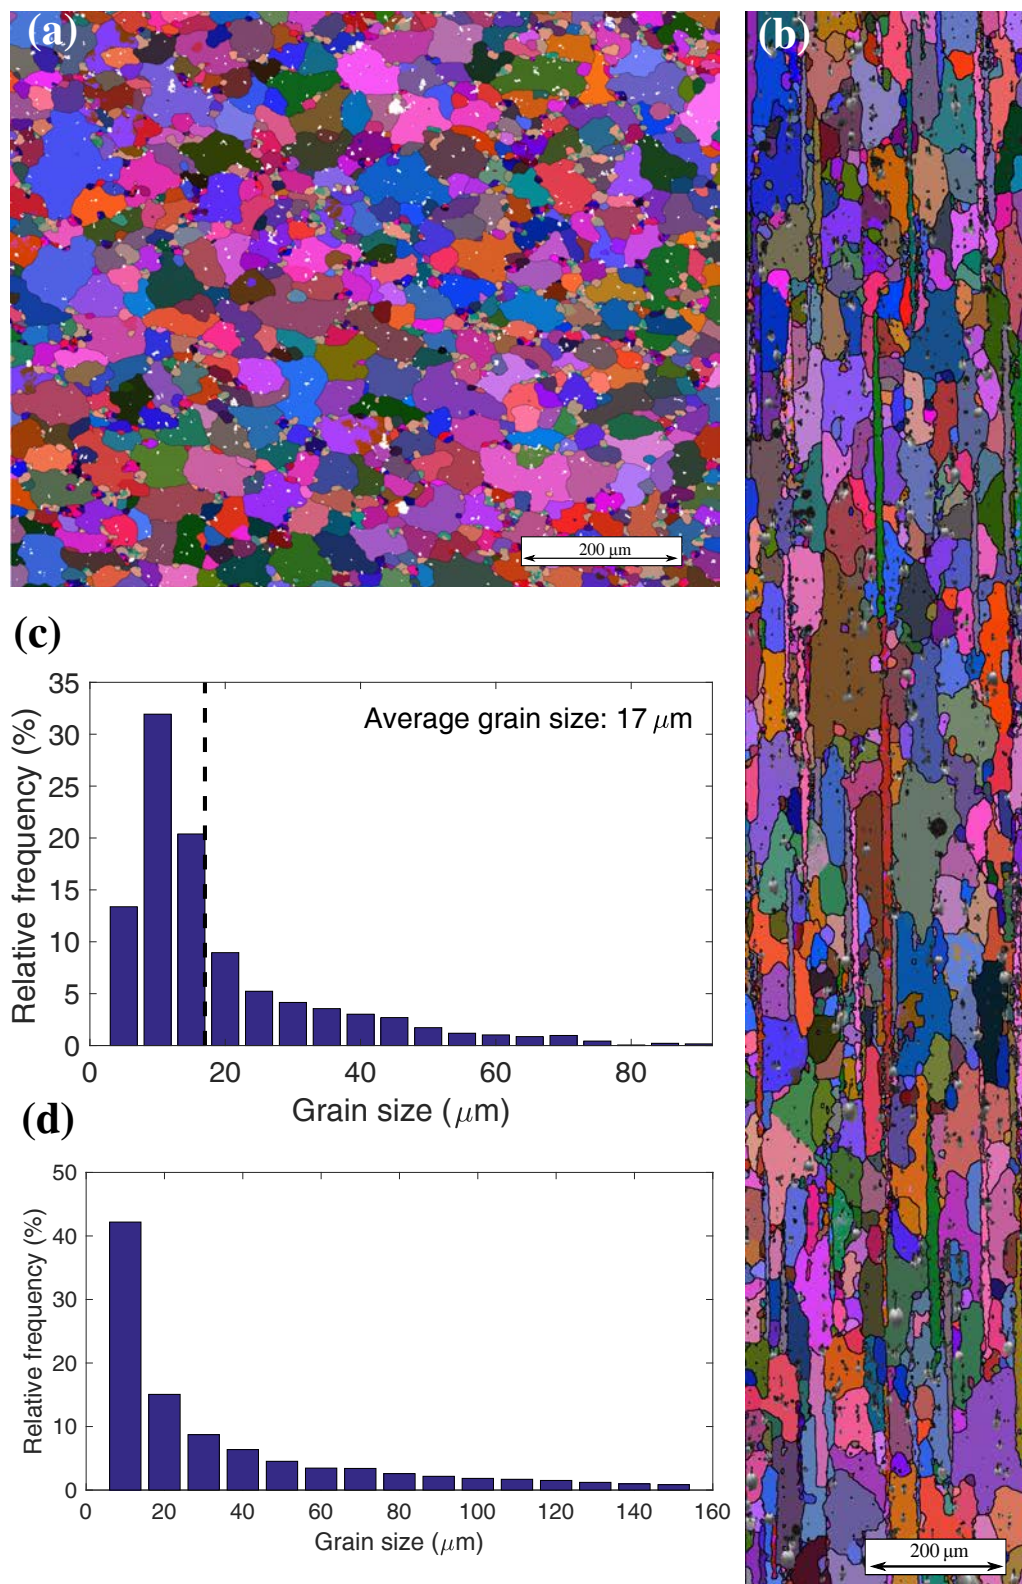 (a)
200 μm
(b)
200 μm
(c)
35
30
25
20
15
10
5
0
Relative frequency (%)
Average grain size: 17 μm
0 20 40 60 80
Grain size (μm)
(d)
50
40
30
20
10
0
Relative frequency (%)
0 20 40 60 80 100 120 140 160
Grain size (μm)